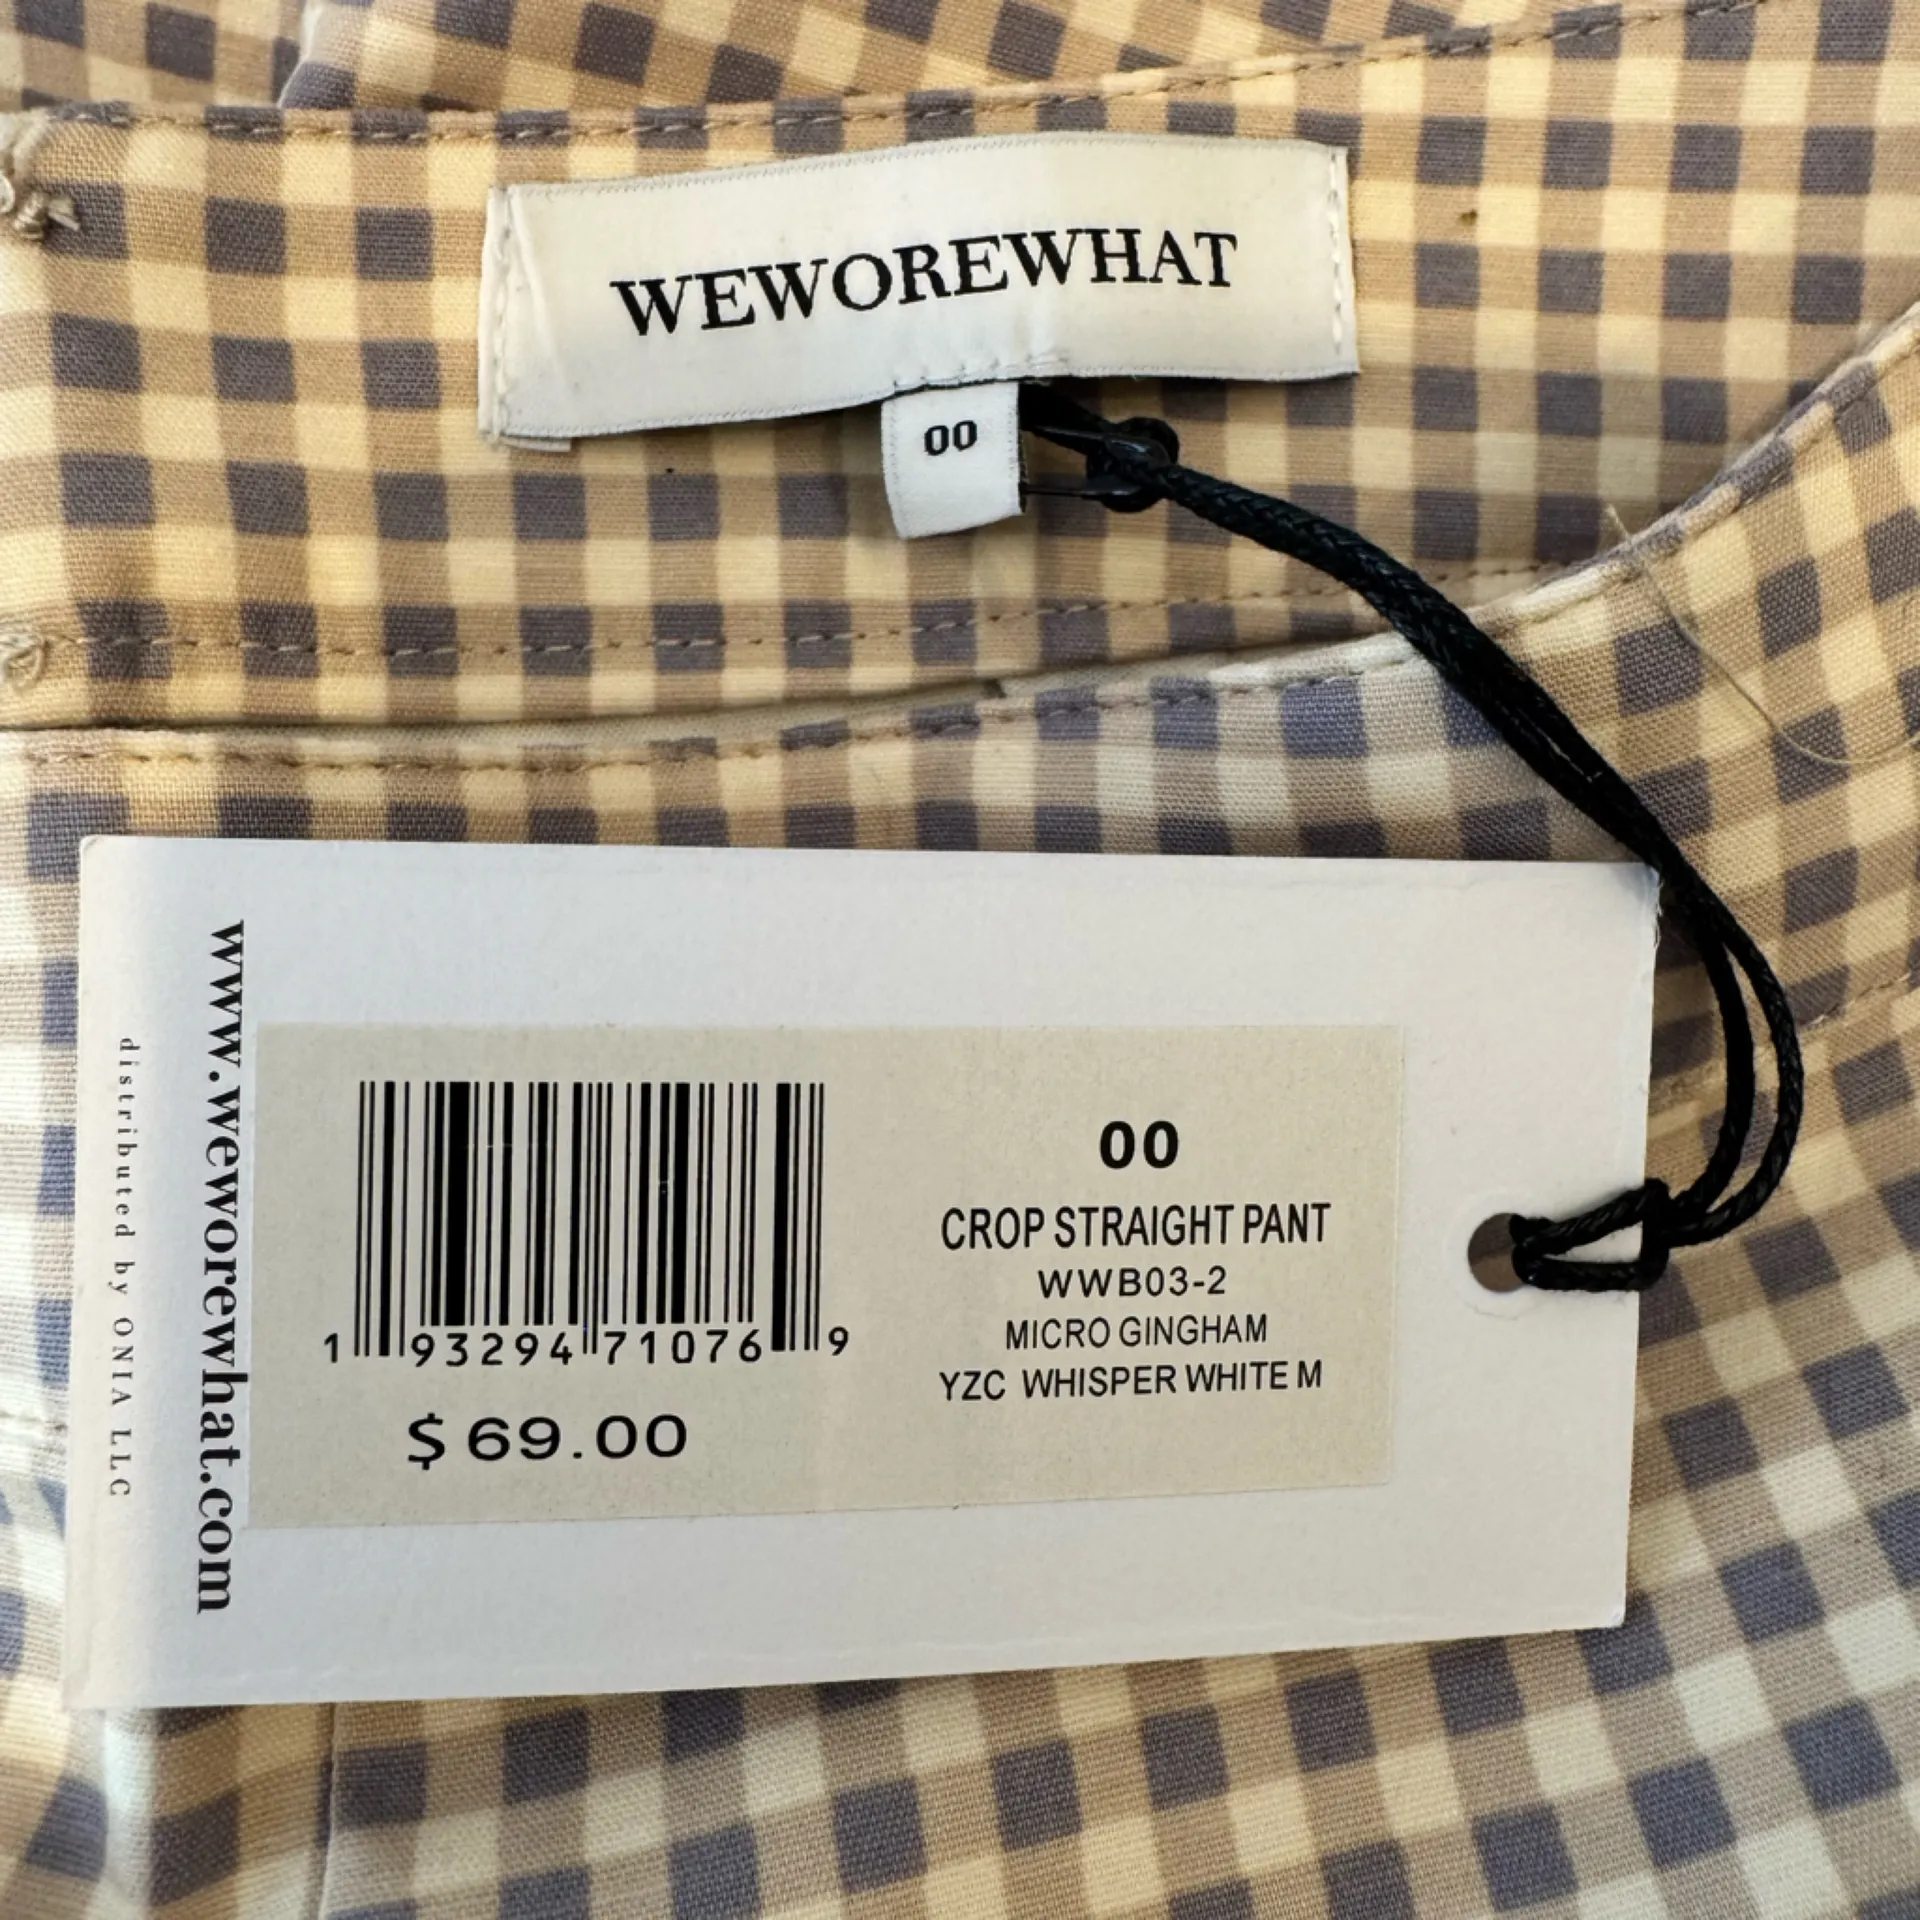 WEWOREWHAT
00
www.weworewhat.com
distributed by ONIA LLC
00
CROP STRAIGHT PANT
WWB03-2
MICRO GINGHAM
YZC WHISPER WHITE M
1 93294 71076 9
$ 69.00